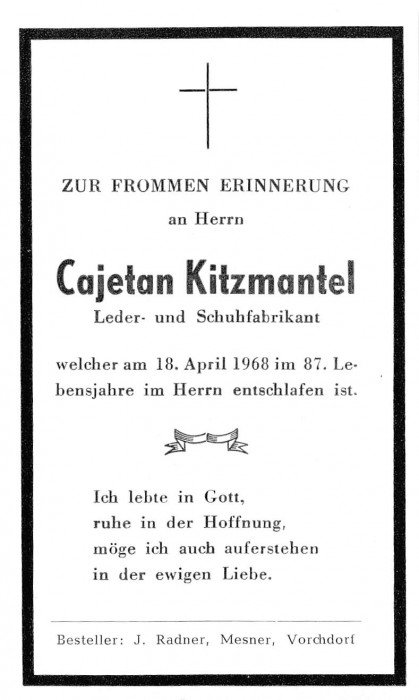 ZUR FROMMEN ERINNERUNG
an Herrn
Cajetan Kitzmantel
Leder- und Schuhfabrikant
welcher am 18. April 1968 im 87. Le-
bensjahre im Herrn entschlafen ist.
Ich lebte in Gott,
ruhe in der Hoffnung,
möge ich auch auferstehen
in der ewigen Liebe.
Besteller: J. Radner, Mesner, Vorchdorf